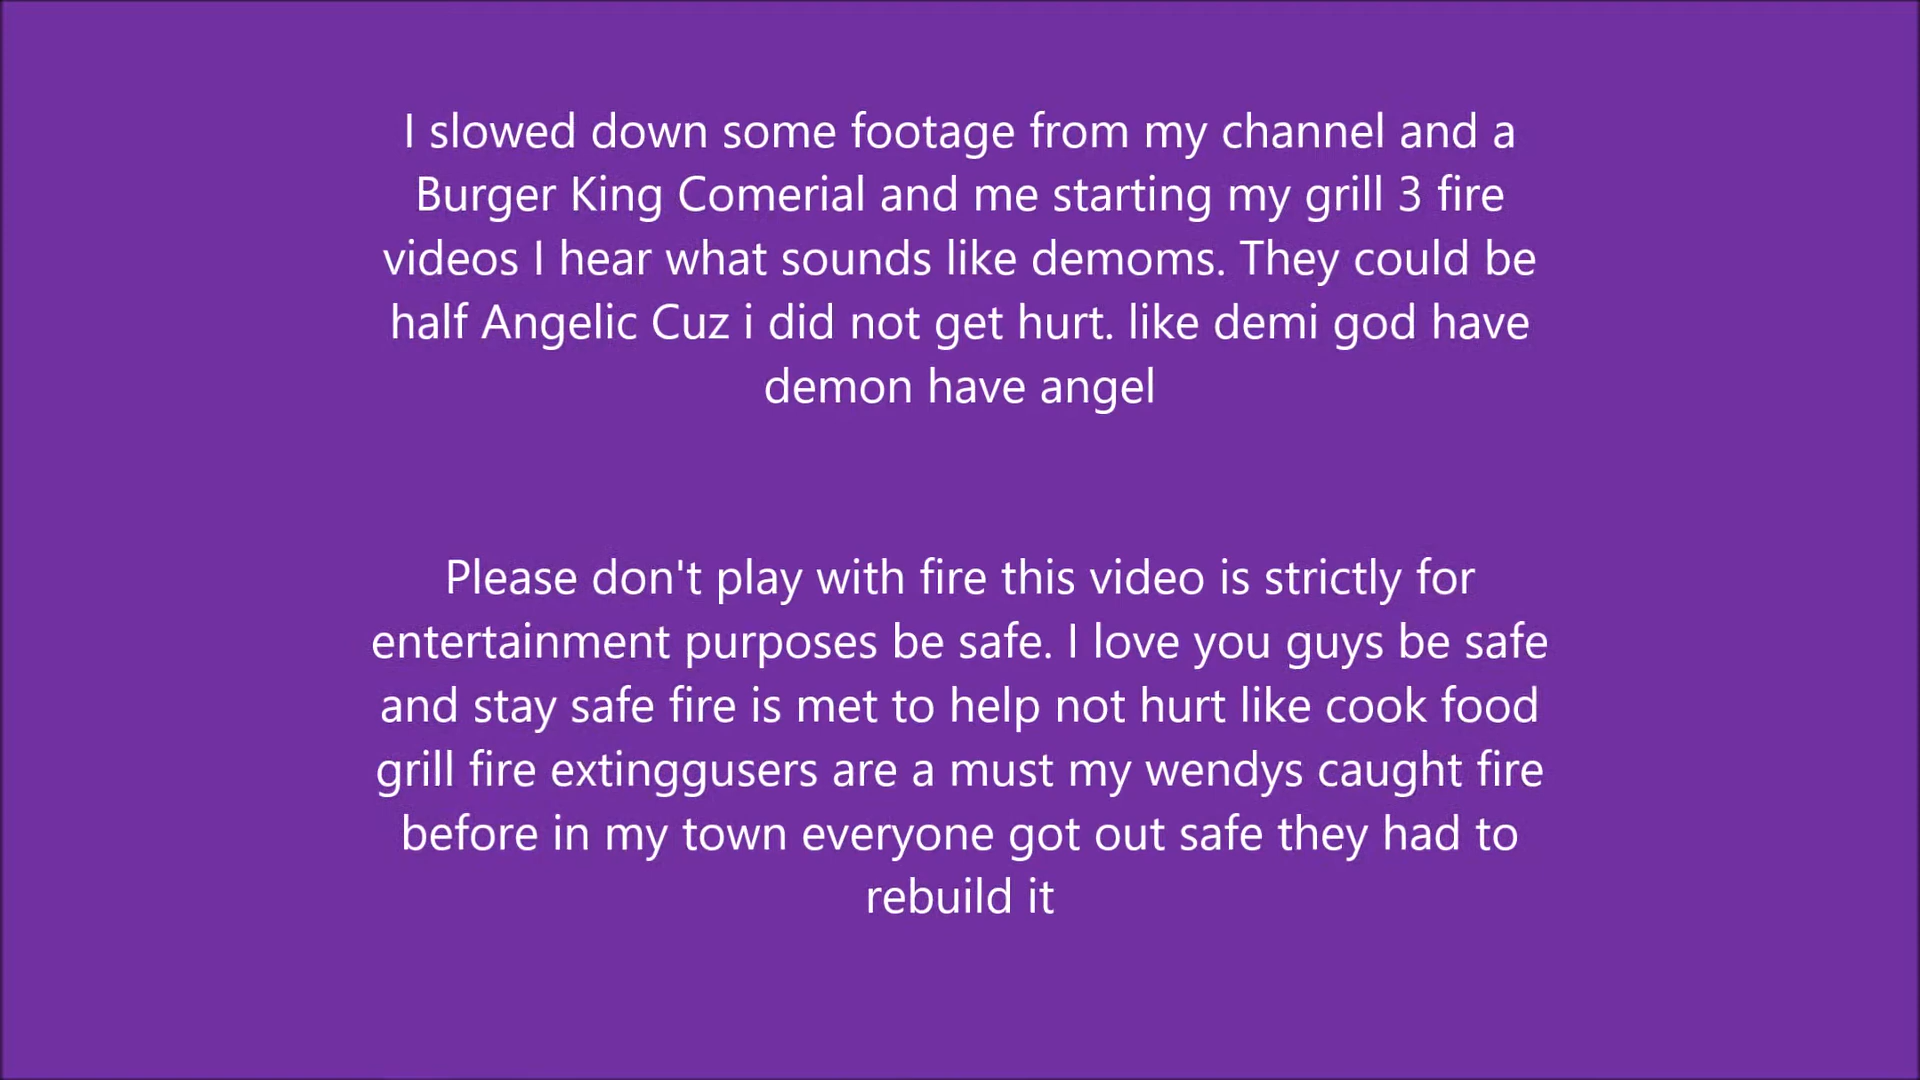 I slowed down some footage from my channel and a
Burger King Comerial and me starting my grill 3 fire
videos I hear what sounds like demoms. They could be
half Angelic Cuz i did not get hurt. like demi god have
demon have angel
Please don't play with fire this video is strictly for
entertainment purposes be safe. I love you guys be safe
and stay safe fire is met to help not hurt like cook food
grill fire extinggusers are a must my wendys caught fire
before in my town everyone got out safe they had to
rebuild it